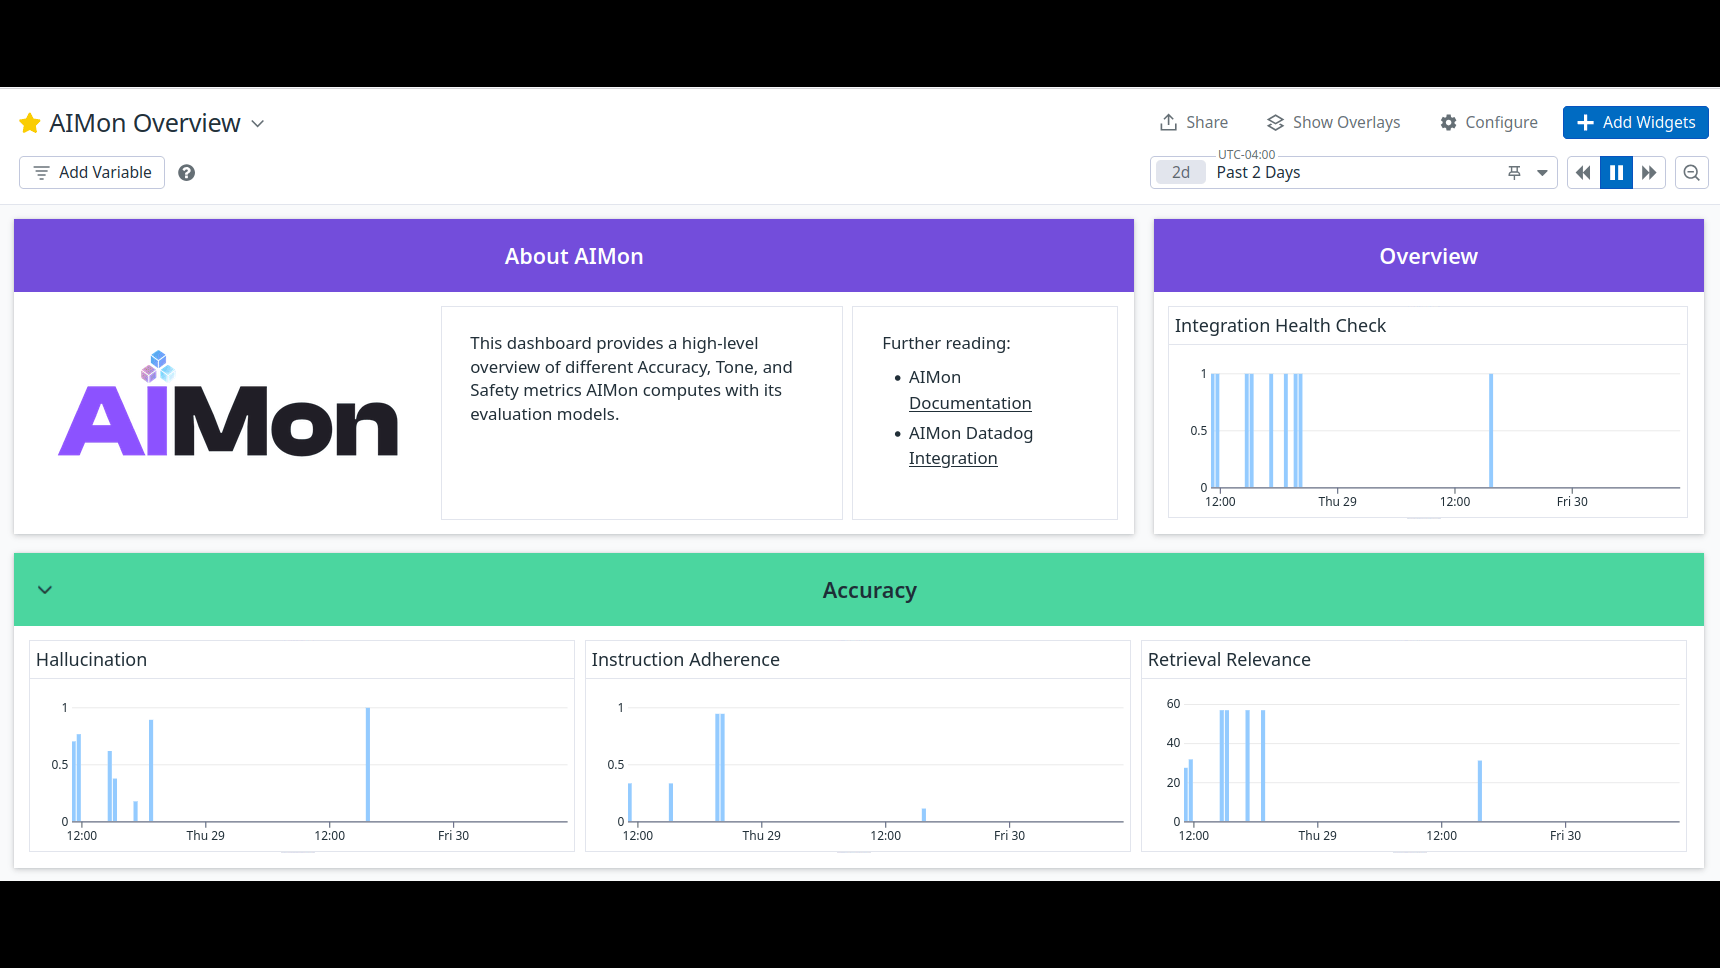 AIMon Overview
Share
Show Overlays
Configure
Add Widgets
Add Variable
?
UTC-04:00
2d
Past 2 Days
About AIMon
Overview
AIMon
This dashboard provides a high-level
overview of different Accuracy, Tone, and
Safety metrics AIMon computes with its
evaluation models.
Further reading:
• AIMon
Documentation
• AIMon Datadog
Integration
Integration Health Check
1
0.5
0
12:00
Thu 29
12:00
Fri 30
Accuracy
Hallucination
1
0.5
0
12:00
Thu 29
12:00
Fri 30
Instruction Adherence
1
0.5
0
12:00
Thu 29
12:00
Fri 30
Retrieval Relevance
60
40
20
0
12:00
Thu 29
12:00
Fri 30